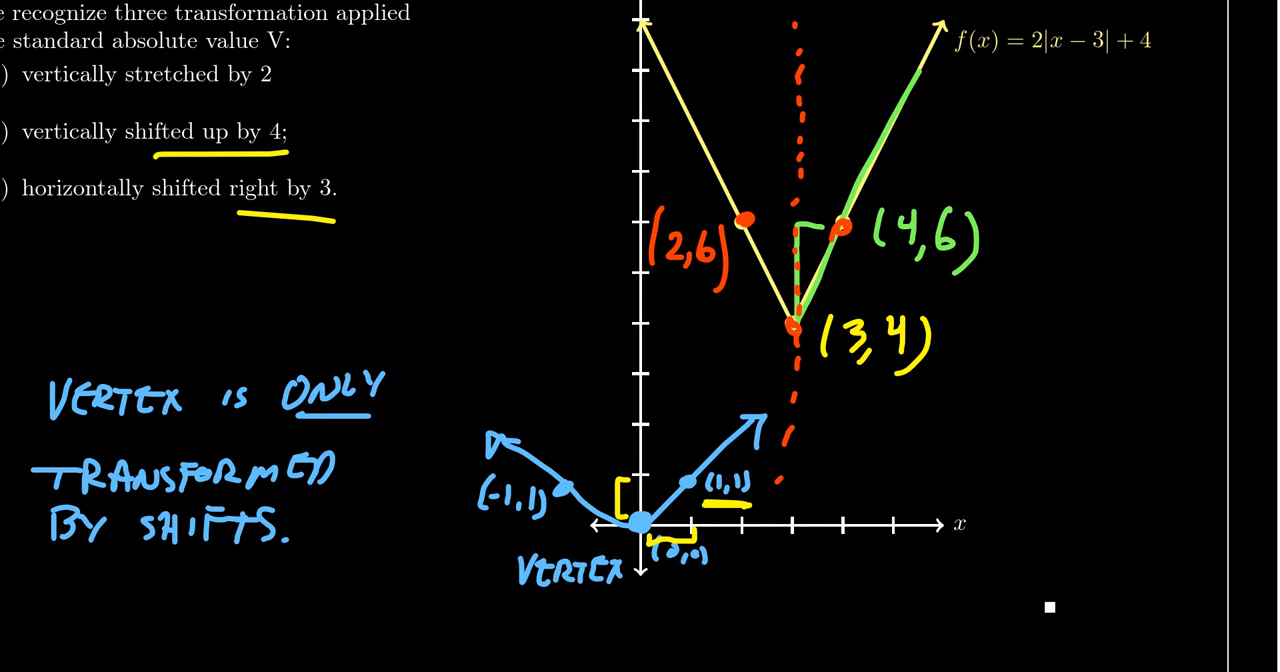 e recognize three transformation applied
e standard absolute value V:
) vertically stretched by 2
) vertically shifted up by 4;
) horizontally shifted right by 3.
f(x) = 2|x − 3| + 4
(2,6)
(4,6)
(3,4)
VERTEX IS ONLY
TRANSFORMED
BY SHIFTS.
(-1,1)
(1,1)
x
(0,0)
VERTEX